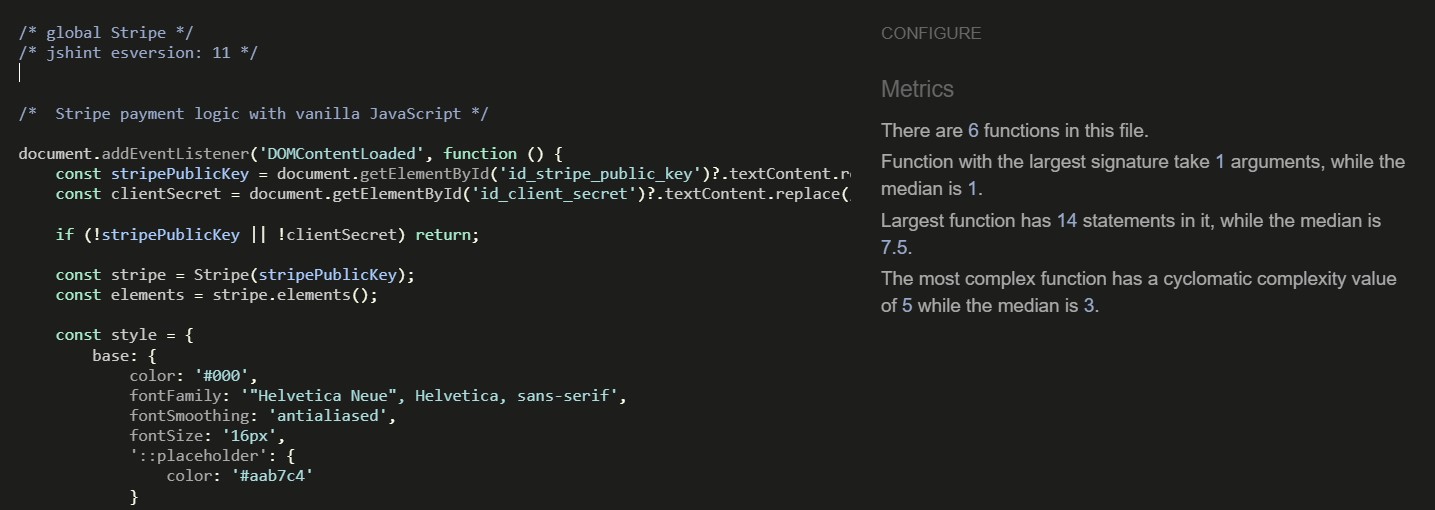 /* global Stripe */
/* jshint esversion: 11 */
/*  Stripe payment logic with vanilla JavaScript */
document.addEventListener('DOMContentLoaded', function () {
    const stripePublicKey = document.getElementById('id_stripe_public_key')?.textContent.r
    const clientSecret = document.getElementById('id_client_secret')?.textContent.replace(
    if (!stripePublicKey || !clientSecret) return;
    const stripe = Stripe(stripePublicKey);
    const elements = stripe.elements();
    const style = {
        base: {
            color: '#000',
            fontFamily: '"Helvetica Neue", Helvetica, sans-serif',
            fontSmoothing: 'antialiased',
            fontSize: '16px',
            '::placeholder': {
                color: '#aab7c4'
            }
CONFIGURE
Metrics
There are 6 functions in this file.
Function with the largest signature take 1 arguments, while the
median is 1.
Largest function has 14 statements in it, while the median is
7.5.
The most complex function has a cyclomatic complexity value
of 5 while the median is 3.